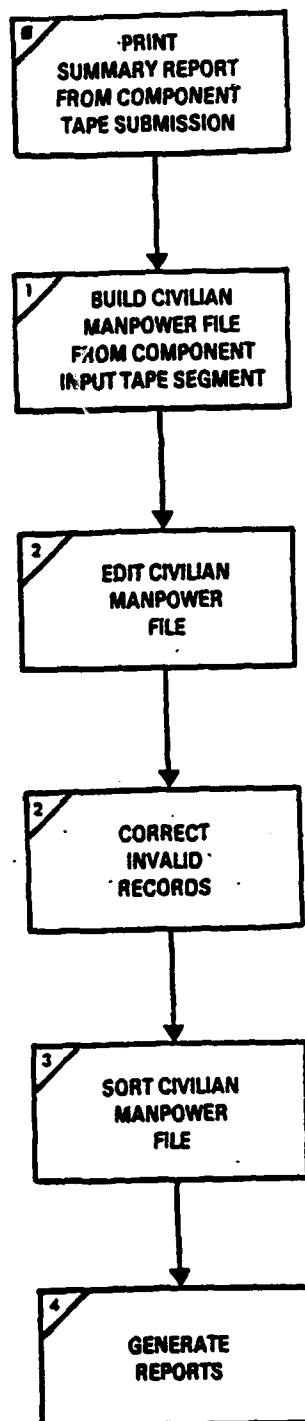 PRINT
SUMMARY REPORT
FROM COMPONENT
TAPE SUBMISSION
1
BUILD CIVILIAN
MANPOWER FILE
FROM COMPONENT
INPUT TAPE SEGMENT
2
EDIT CIVILIAN
MANPOWER
FILE
2
CORRECT
INVALID
RECORDS
3
SORT CIVILIAN
MANPOWER
FILE
4
GENERATE
REPORTS